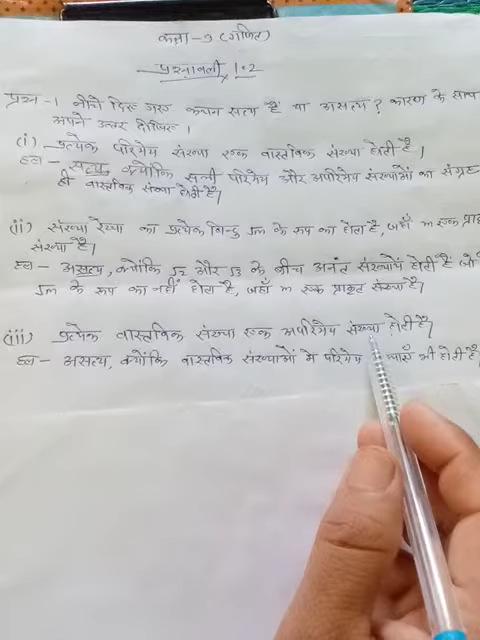 कक्षा - 9 (गणित)
प्रश्नावली 1.2
प्रश्न - 1 नीचे दिए गए कथन सत्य हैं या असत्य? कारण के साथ
अपने उत्तर दीजिए।
(i) प्रत्येक परिमेय संख्या एक वास्तविक संख्या होती है।
हल - सत्य, क्योंकि सभी परिमेय और अपरिमेय संख्याओं का संग्रह
ही वास्तविक संख्या होती है।
(ii) संख्या रेखा का प्रत्येक बिन्दु √m के रूप का होता है, जहाँ m एक
संख्या है।
हल - असत्य, क्योंकि √2 और √3 के बीच अनंत संख्यायें होती हैं जो
√m के रूप का नहीं होता है, जहाँ m एक प्राकृत संख्या है।
(iii) प्रत्येक वास्तविक संख्या एक अपरिमेय संख्या होती है।
हल - असत्य, क्योंकि वास्तविक संख्याओं में परिमेय भी होती है